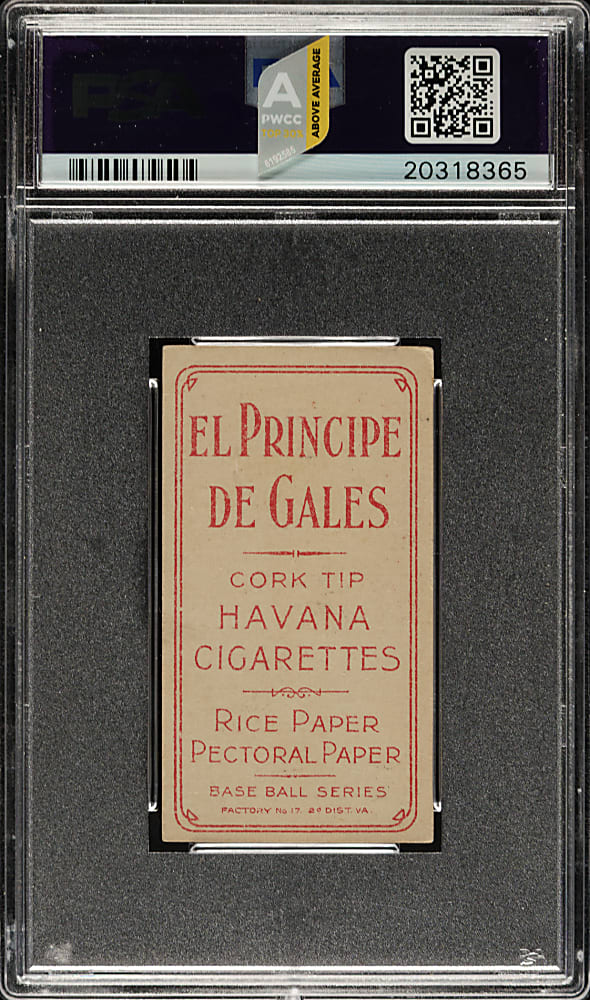 PSA
A
PWCC
ABOVE AVERAGE
20318365
EL PRINCIPE
DE GALES
CORK TIP
HAVANA
CIGARETTES
RICE PAPER
PECTORAL PAPER
BASE BALL SERIES
FACTORY No 17. 2ᴰ DIST. VA.